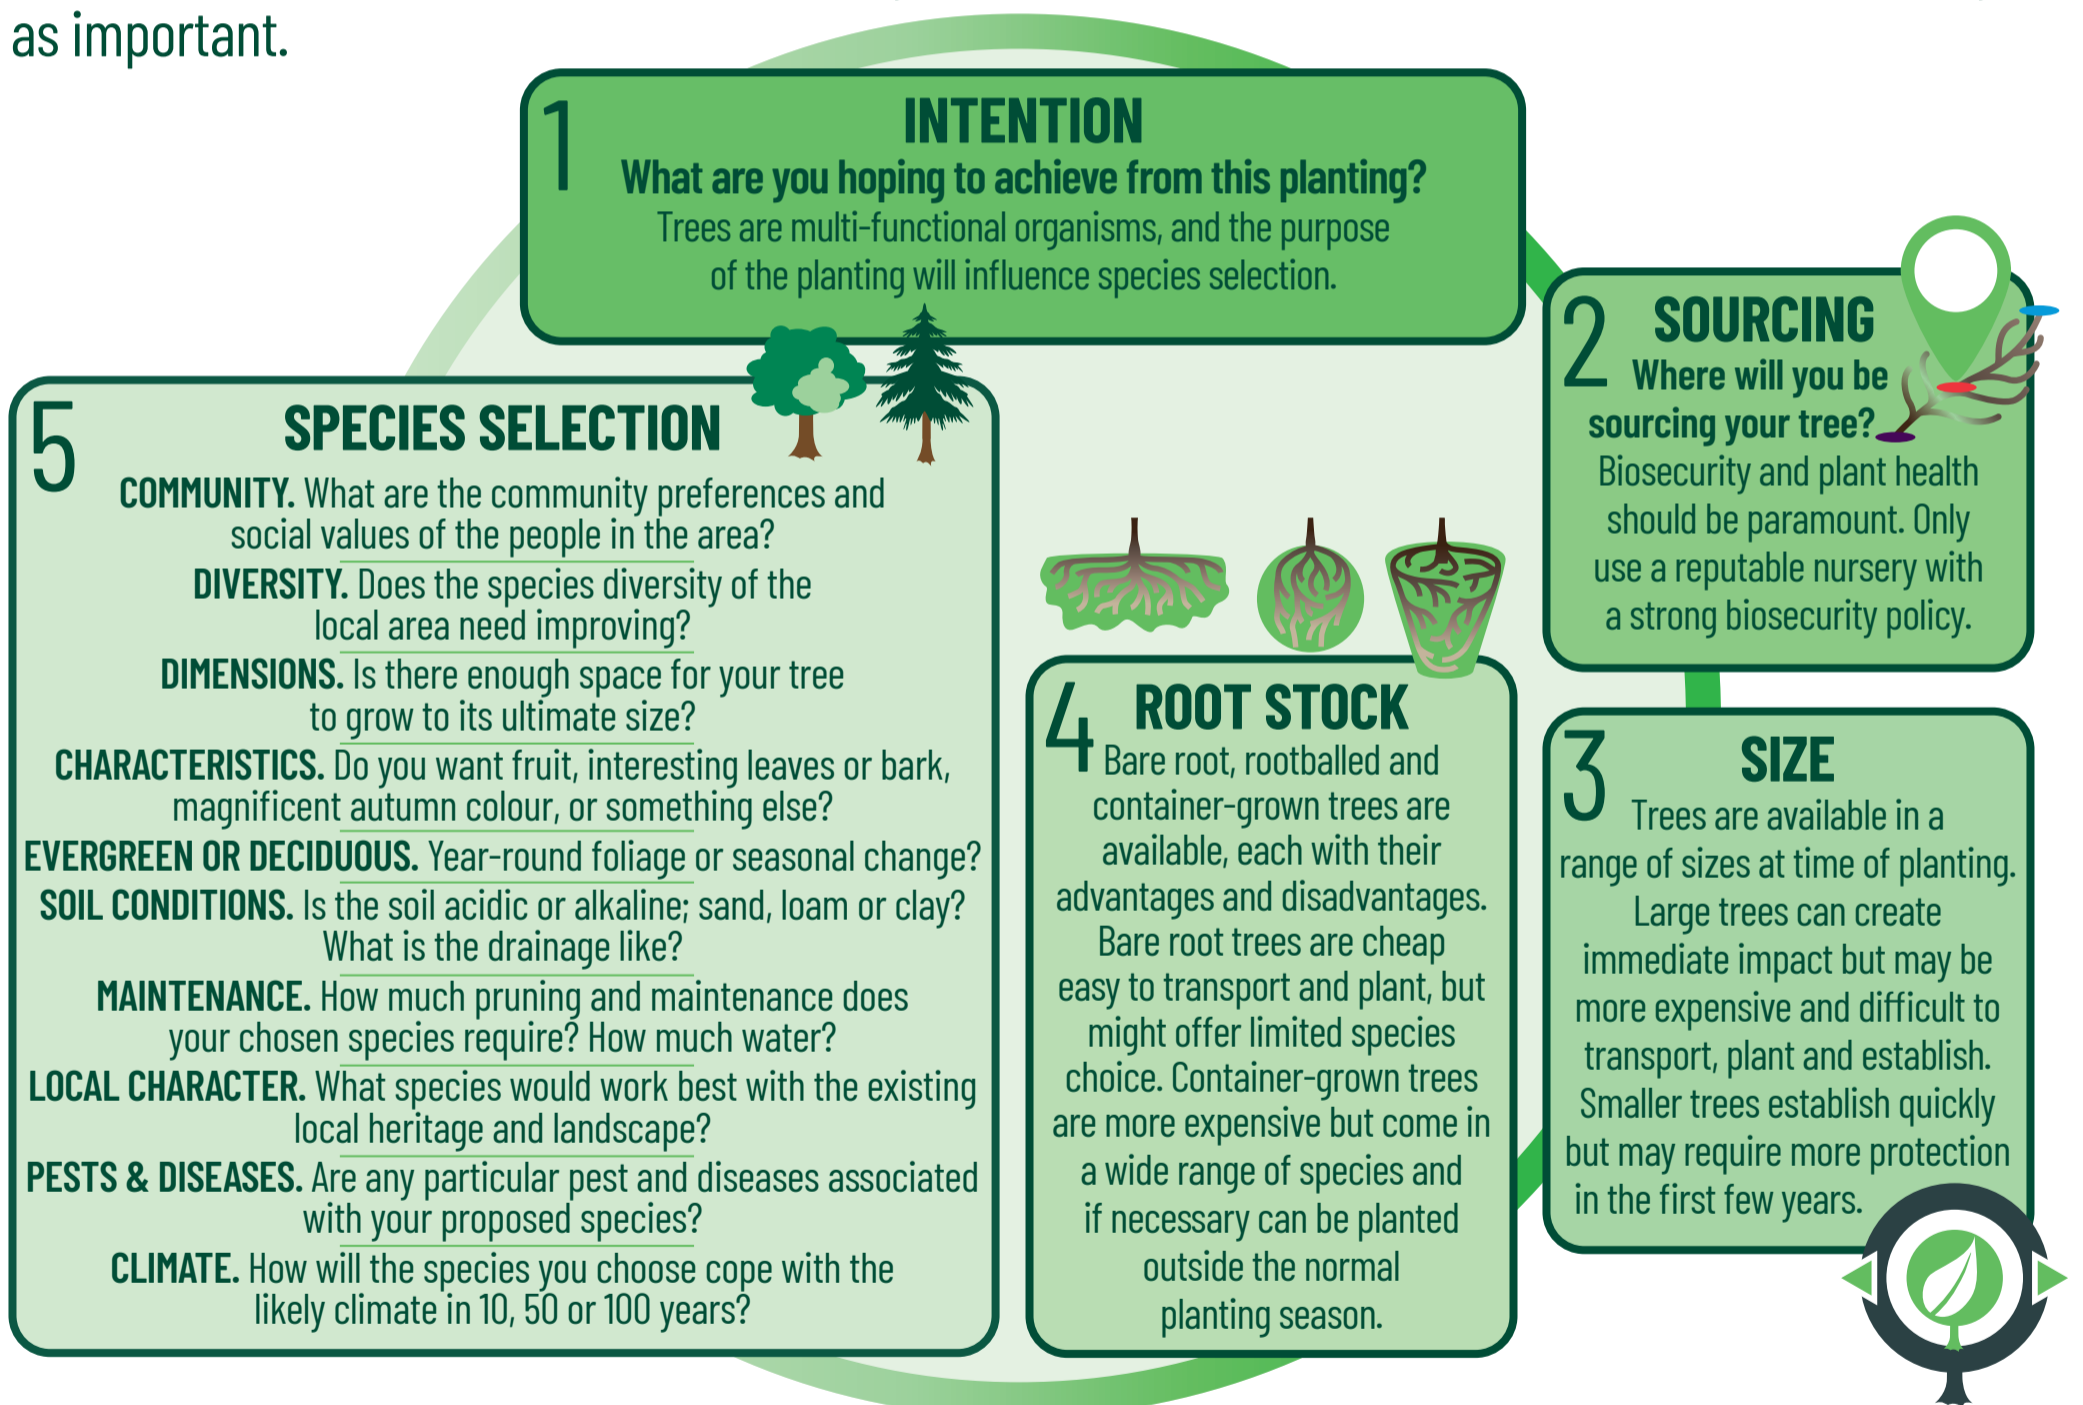 as important.
1
INTENTION
What are you hoping to achieve from this planting?
Trees are multi-functional organisms, and the purpose
of the planting will influence species selection.
2
SOURCING
Where will you be
sourcing your tree?
Biosecurity and plant health
should be paramount. Only
use a reputable nursery with
a strong biosecurity policy.
3
SIZE
Trees are available in a
range of sizes at time of planting.
Large trees can create
immediate impact but may be
more expensive and difficult to
transport, plant and establish.
Smaller trees establish quickly
but may require more protection
in the first few years.
4
ROOT STOCK
Bare root, rootballed and
container-grown trees are
available, each with their
advantages and disadvantages.
Bare root trees are cheap
easy to transport and plant, but
might offer limited species
choice. Container-grown trees
are more expensive but come in
a wide range of species and
if necessary can be planted
outside the normal
planting season.
5
SPECIES SELECTION
COMMUNITY. What are the community preferences and
social values of the people in the area?
DIVERSITY. Does the species diversity of the
local area need improving?
DIMENSIONS. Is there enough space for your tree
to grow to its ultimate size?
CHARACTERISTICS. Do you want fruit, interesting leaves or bark,
magnificent autumn colour, or something else?
EVERGREEN OR DECIDUOUS. Year-round foliage or seasonal change?
SOIL CONDITIONS. Is the soil acidic or alkaline; sand, loam or clay?
What is the drainage like?
MAINTENANCE. How much pruning and maintenance does
your chosen species require? How much water?
LOCAL CHARACTER. What species would work best with the existing
local heritage and landscape?
PESTS & DISEASES. Are any particular pest and diseases associated
with your proposed species?
CLIMATE. How will the species you choose cope with the
likely climate in 10, 50 or 100 years?